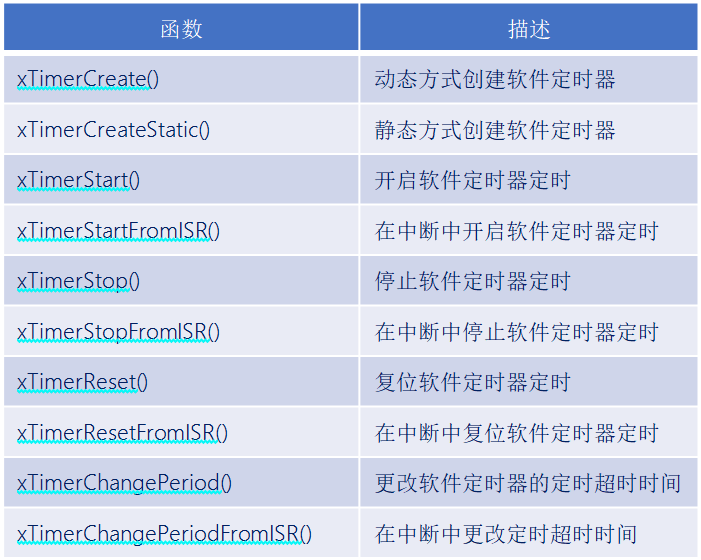 函数 描述
xTimerCreate() 动态方式创建软件定时器
xTimerCreateStatic() 静态方式创建软件定时器
xTimerStart() 开启软件定时器定时
xTimerStartFromISR() 在中断中开启软件定时器定时
xTimerStop() 停止软件定时器定时
xTimerStopFromISR() 在中断中停止软件定时器定时
xTimerReset() 复位软件定时器定时
xTimerResetFromISR() 在中断中复位软件定时器定时
xTimerChangePeriod() 更改软件定时器的定时超时时间
xTimerChangePeriodFromISR() 在中断中更改定时超时时间